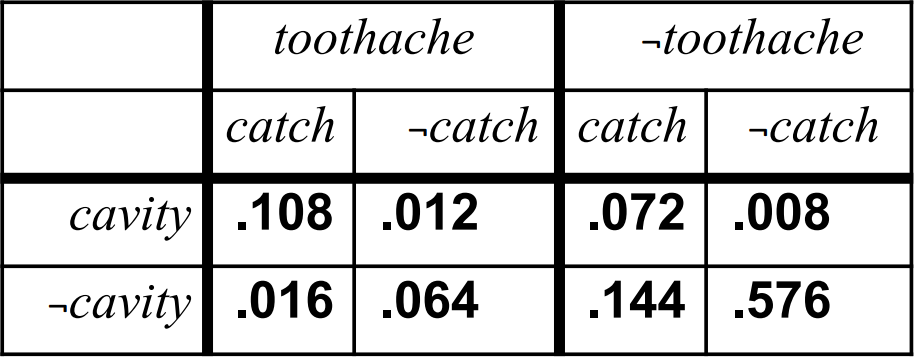 toothache ¬toothache
catch ¬catch catch ¬catch
cavity .108 .012 .072 .008
¬cavity .016 .064 .144 .576